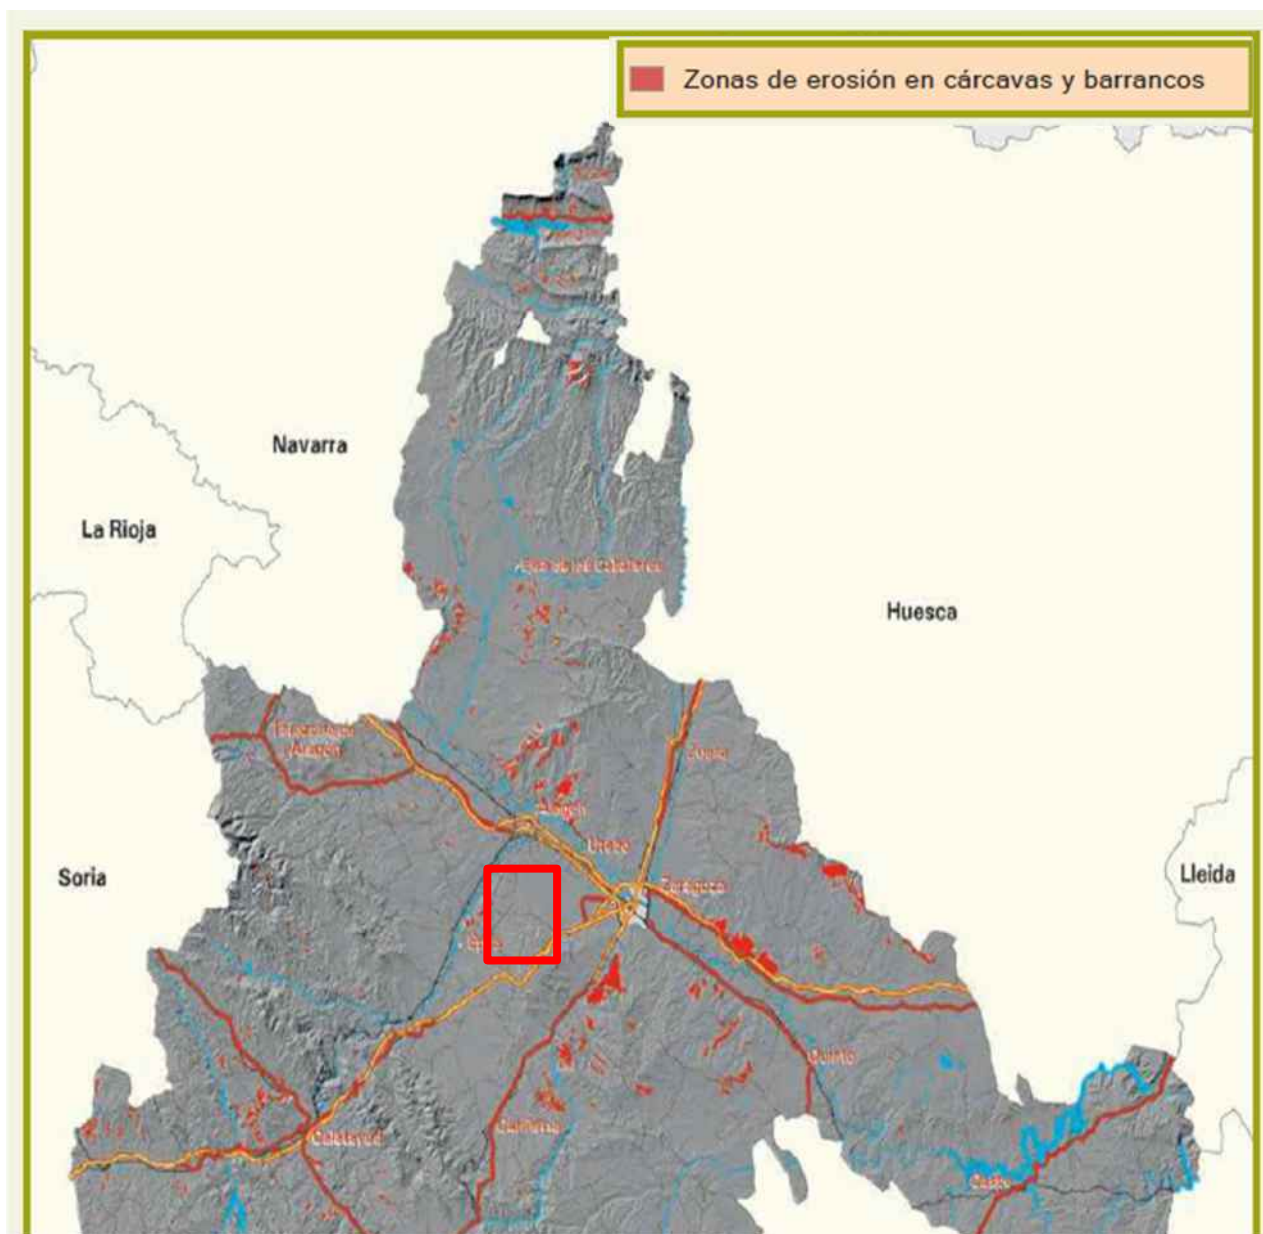 Zonas de erosión en cárcavas y barrancos
Navarra
La Rioja
Huesca
Zuera
Alagón
Utebo
Soria
Zaragoza
Lleida
Épila
Quinto
Calatayud
Cariñena
Caspe